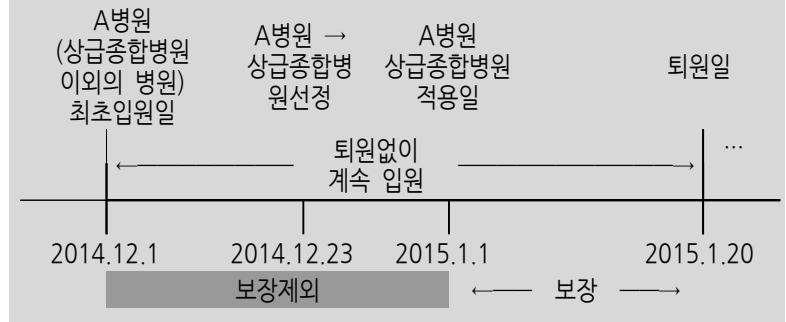 A병원
(상급종합병원
이외의 병원)
최초입원일
A병원 →
상급종합병
원선정
A병원
상급종합병원
적용일
퇴원일
퇴원없이
계속 입원
…
2014.12.1
2014.12.23
2015.1.1
2015.1.20
보장제외
← 보장 →